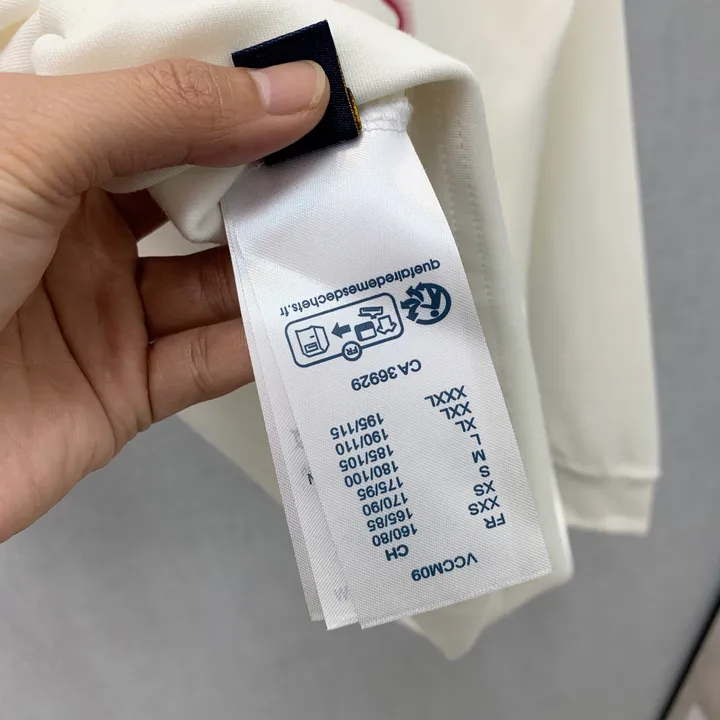 VCCM09
FR CH
XXS 160/80
XS 165/85
S 170/90
M 175/95
L 180/100
XL 185/105
XXL 190/110
XXXL 195/115
CA 36929
FR
quefairedemesdechets.fr